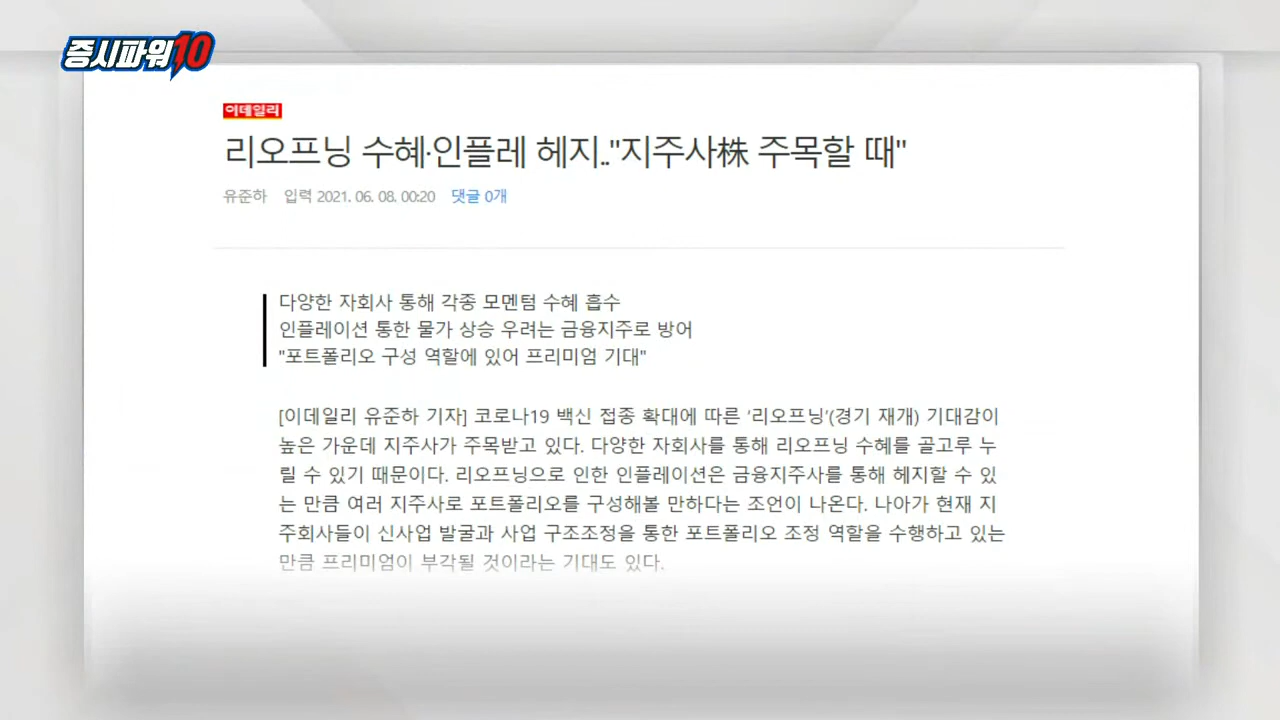 증시파워10
이데일리
리오프닝 수혜·인플레 헤지.."지주사株 주목할 때"
유준하 입력 2021. 06. 08. 00:20 댓글 0개
다양한 자회사 통해 각종 모멘텀 수혜 흡수
인플레이션 통한 물가 상승 우려는 금융지주로 방어
"포트폴리오 구성 역할에 있어 프리미엄 기대"
[이데일리 유준하 기자] 코로나19 백신 접종 확대에 따른 ‘리오프닝’(경기 재개) 기대감이
높은 가운데 지주사가 주목받고 있다. 다양한 자회사를 통해 리오프닝 수혜를 골고루 누
릴 수 있기 때문이다. 리오프닝으로 인한 인플레이션은 금융지주사를 통해 헤지할 수 있
는 만큼 여러 지주사로 포트폴리오를 구성해볼 만하다는 조언이 나온다. 나아가 현재 지
주회사들이 신사업 발굴과 사업 구조조정을 통한 포트폴리오 조정 역할을 수행하고 있는
만큼 프리미엄이 부각될 것이라는 기대도 있다.